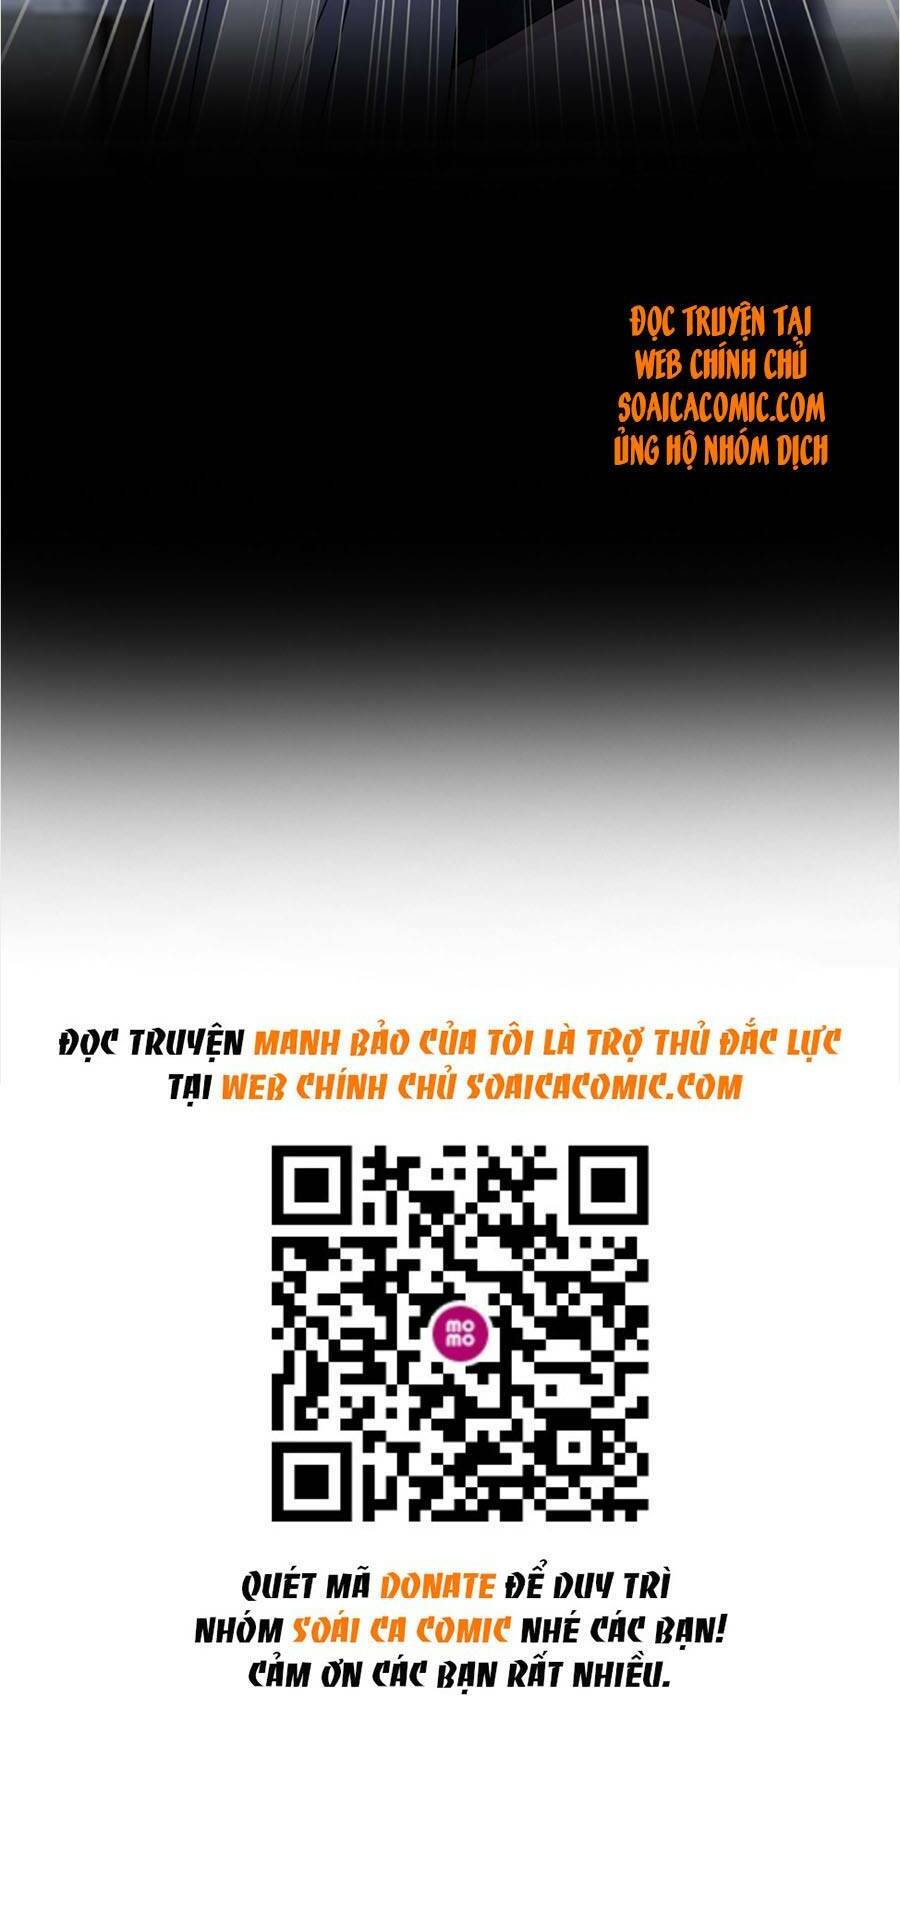 ĐỌC TRUYỆN TẠI
WEB CHÍNH CHỦ
SOAICACOMIC.COM
ỦNG HỘ NHÓM DỊCH
ĐỌC TRUYỆN MANH BẢO CỦA TÔI LÀ TRỢ THỦ ĐẮC LỰC
TẠI WEB CHÍNH CHỦ SOAICACOMIC.COM
mo
mo
QUÉT MÃ DONATE ĐỂ DUY TRÌ
NHÓM SOÁI CA COMIC NHÉ CÁC BẠN!
CẢM ƠN CÁC BẠN RẤT NHIỀU.